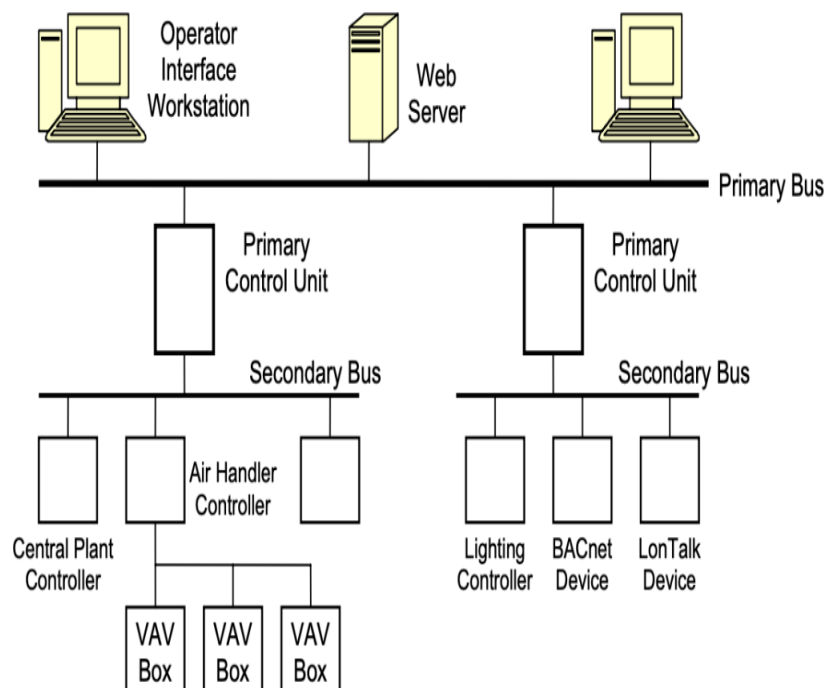 Operator
Interface
Workstation
Web
Server
Primary Bus
Primary
Control Unit
Primary
Control Unit
Secondary Bus
Secondary Bus
Air Handler
Controller
Central Plant
Controller
Lighting
Controller
BACnet
Device
LonTalk
Device
VAV
Box
VAV
Box
VAV
Box